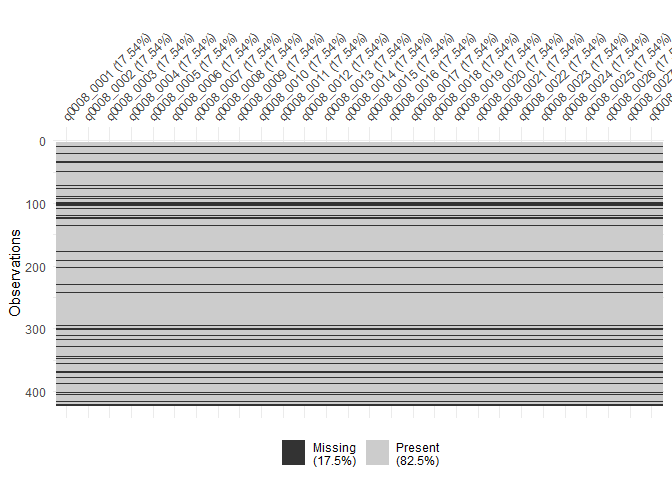 q0008_0001 (17.54%)
q0008_0002 (17.54%)
q0008_0003 (17.54%)
q0008_0004 (17.54%)
q0008_0005 (17.54%)
q0008_0006 (17.54%)
q0008_0007 (17.54%)
q0008_0008 (17.54%)
q0008_0009 (17.54%)
q0008_0010 (17.54%)
q0008_0011 (17.54%)
q0008_0012 (17.54%)
q0008_0013 (17.54%)
q0008_0014 (17.54%)
q0008_0015 (17.54%)
q0008_0016 (17.54%)
q0008_0017 (17.54%)
q0008_0018 (17.54%)
q0008_0019 (17.54%)
q0008_0020 (17.54%)
q0008_0021 (17.54%)
q0008_0022 (17.54%)
q0008_0023 (17.54%)
q0008_0024 (17.54%)
q0008_0025 (17.54%)
q0008_0026 (17.54%)
q0008_0027
q0008
0
100
200
300
400
Observations
Missing
(17.5%)
Present
(82.5%)